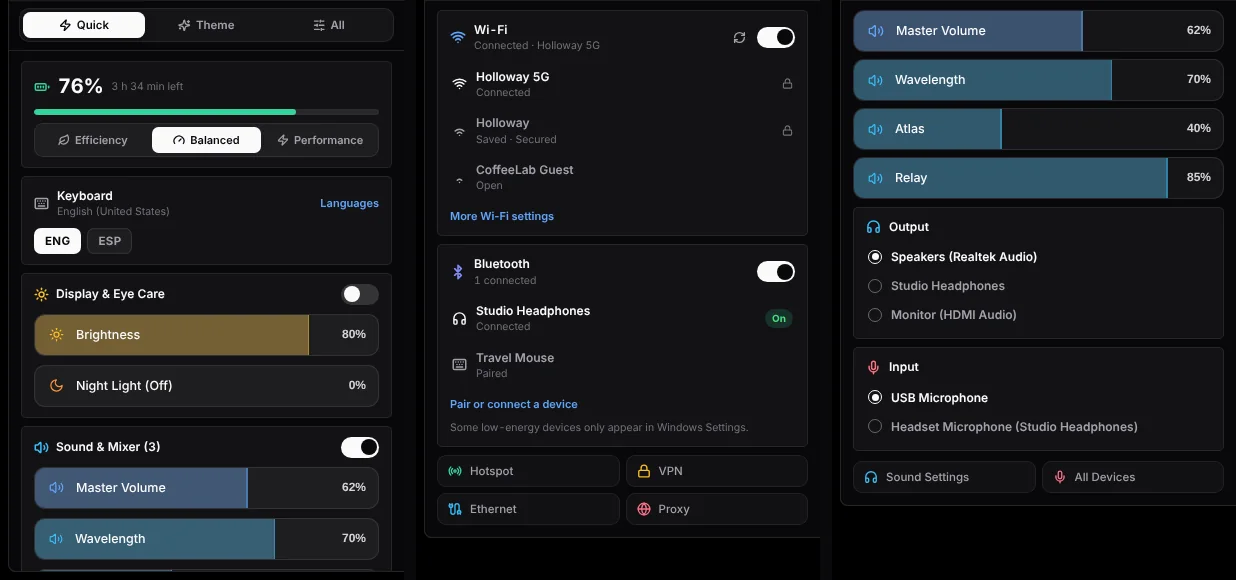 Quick
Theme
All
76% 3 h 34 min left
Efficiency
Balanced
Performance
Keyboard
English (United States)
Languages
ENG
ESP
Display & Eye Care
Brightness 80%
Night Light (Off) 0%
Sound & Mixer (3)
Master Volume 62%
Wavelength 70%
Wi-Fi
Connected · Holloway 5G
Holloway 5G
Connected
Holloway
Saved · Secured
CoffeeLab Guest
Open
More Wi-Fi settings
Bluetooth
1 connected
Studio Headphones
Connected
On
Travel Mouse
Paired
Pair or connect a device
Some low-energy devices only appear in Windows Settings.
Hotspot
VPN
Ethernet
Proxy
Master Volume 62%
Wavelength 70%
Atlas 40%
Relay 85%
Output
Speakers (Realtek Audio)
Studio Headphones
Monitor (HDMI Audio)
Input
USB Microphone
Headset Microphone (Studio Headphones)
Sound Settings
All Devices